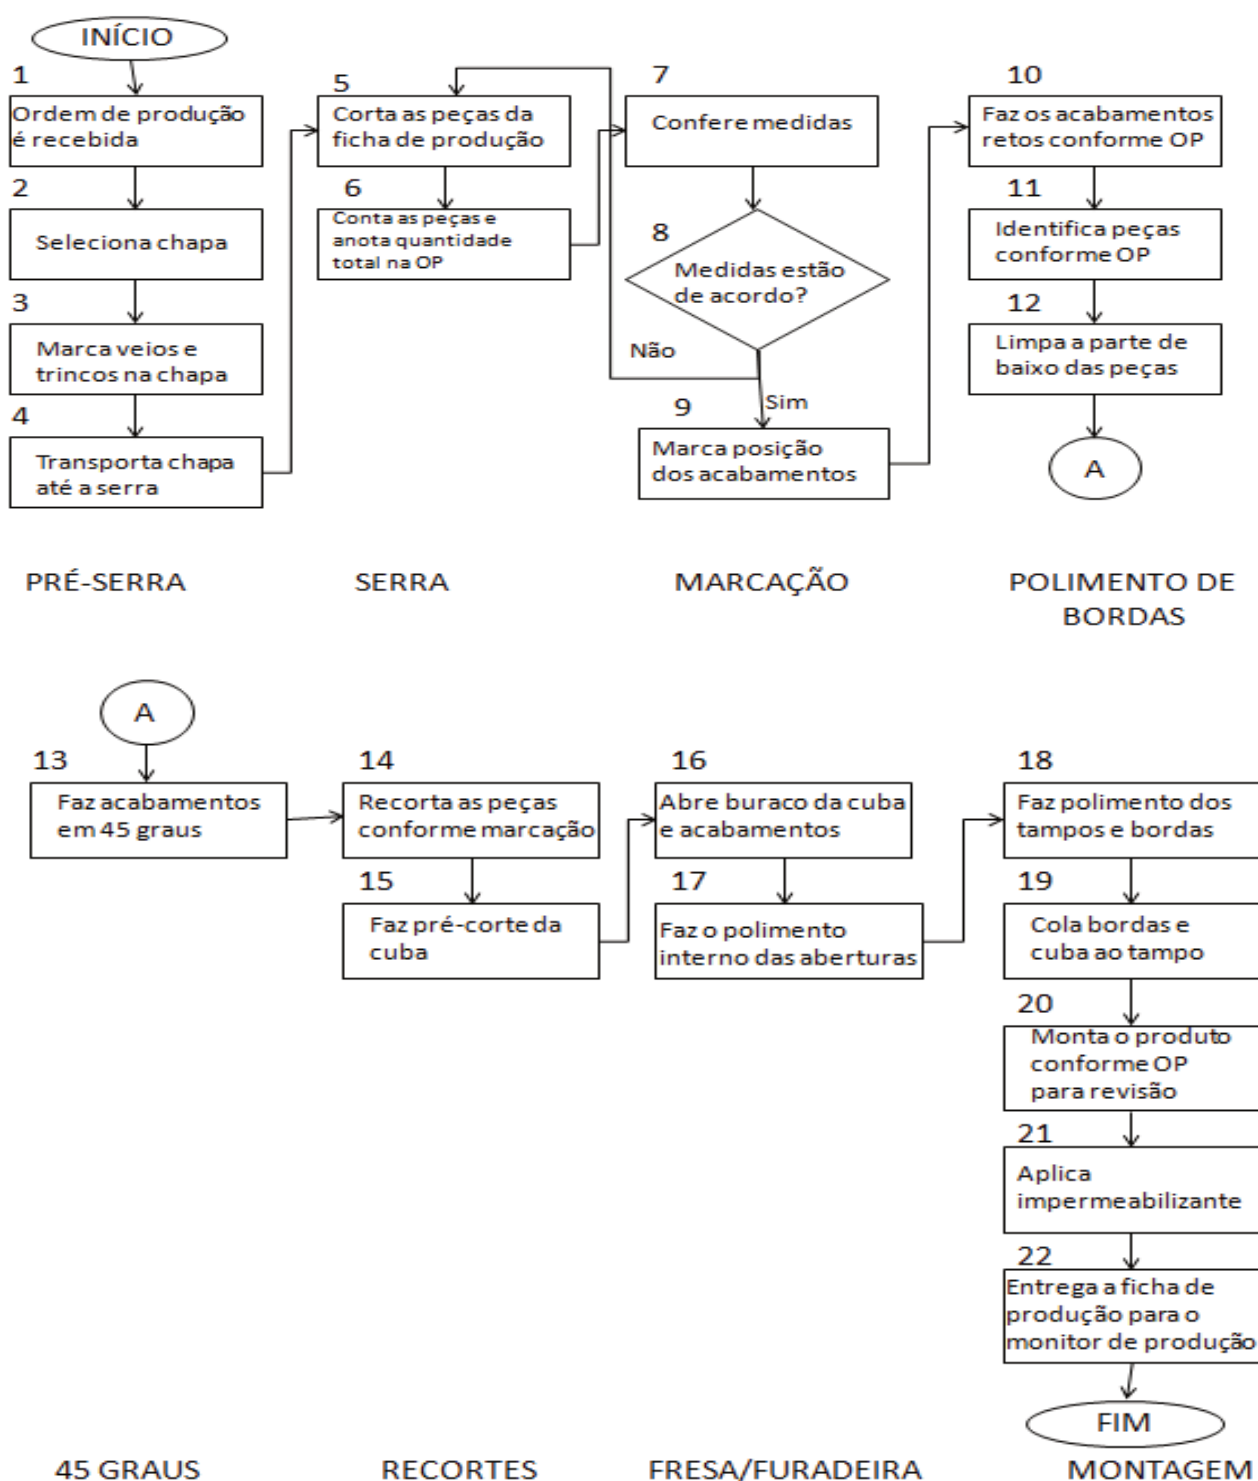 INÍCIO
1
Ordem de produção
é recebida
2
Seleciona chapa
3
Marca veios e
trincos na chapa
4
Transporta chapa
até a serra
PRÉ-SERRA
5
Corta as peças da
ficha de produção
6
Conta as peças e
anota quantidade
total na OP
SERRA
7
Confere medidas
8
Medidas estão
de acordo?
Não
Sim
9
Marca posição
dos acabamentos
MARCAÇÃO
10
Faz os acabamentos
retos conforme OP
11
Identifica peças
conforme OP
12
Limpa a parte de
baixo das peças
A
POLIMENTO DE
BORDAS
A
13
Faz acabamentos
em 45 graus
45 GRAUS
14
Recorta as peças
conforme marcação
15
Faz pré-corte da
cuba
RECORTES
16
Abre buraco da cuba
e acabamentos
17
Faz o polimento
interno das aberturas
FRESA/FURADEIRA
18
Faz polimento dos
tampos e bordas
19
Cola bordas e
cuba ao tampo
20
Monta o produto
conforme OP
para revisão
21
Aplica
impermeabilizante
22
Entrega a ficha de
produção para o
monitor de produção
FIM
MONTAGEM